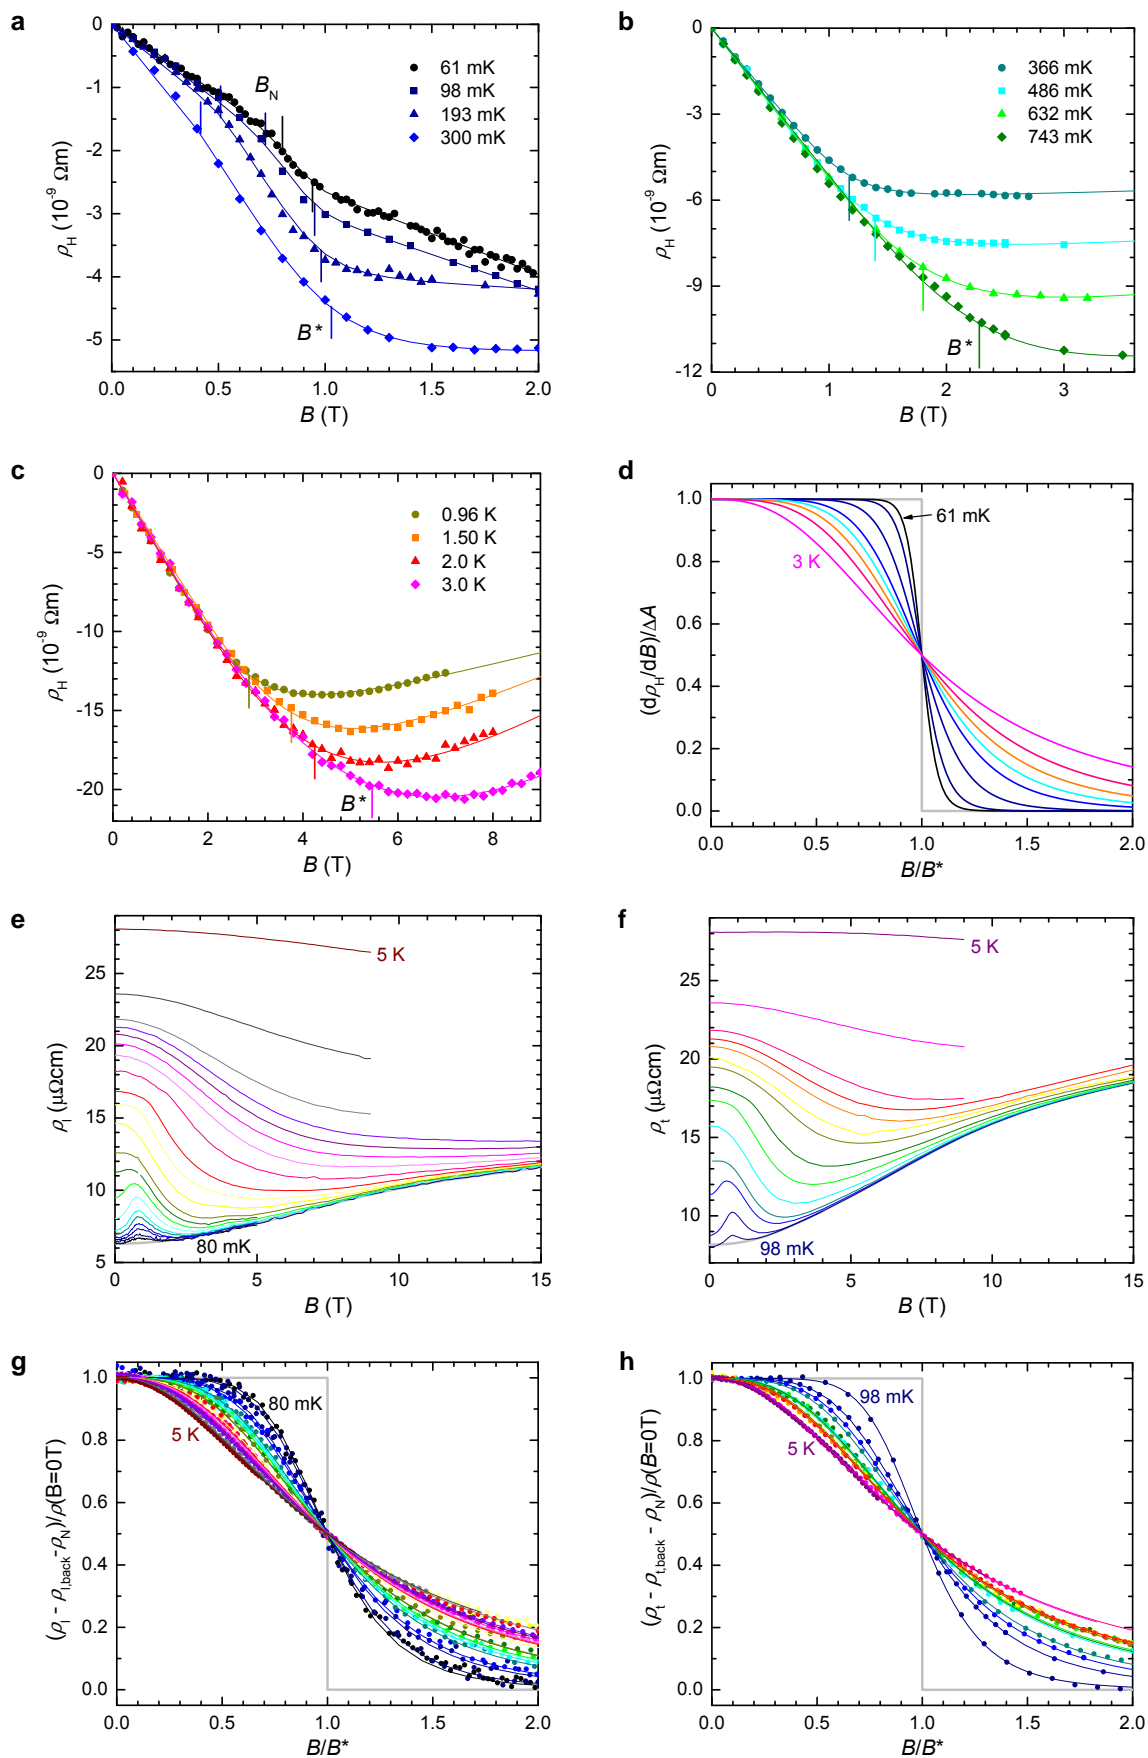 a
0
-1
-2
-3
-4
-5
ρH (10-9 Ωm)
61 mK
98 mK
193 mK
300 mK
BN
B*
0.0
0.5
1.0
1.5
2.0
B (T)
b
0
-3
-6
-9
-12
ρH (10-9 Ωm)
366 mK
486 mK
632 mK
743 mK
B*
0
1
2
3
B (T)
c
0
-5
-10
-15
-20
ρH (10-9 Ωm)
0.96 K
1.50 K
2.0 K
3.0 K
B*
0
2
4
6
8
B (T)
d
1.0
0.8
0.6
0.4
0.2
0.0
(dρH/dB)/ΔA
61 mK
3 K
0.0
0.5
1.0
1.5
2.0
B/B*
e
25
20
15
10
5
ρl (μΩcm)
5 K
80 mK
0
5
10
15
B (T)
f
28
23
18
13
8
ρt (μΩcm)
5 K
98 mK
0
5
10
15
B (T)
g
1.0
0.8
0.6
0.4
0.2
0.0
(ρl - ρl,back-ρN)/ρ(B=0T)
80 mK
5 K
0.0
0.5
1.0
1.5
2.0
B/B*
h
1.0
0.8
0.6
0.4
0.2
0.0
(ρt - ρt,back - ρN)/ρ(B=0T)
98 mK
5 K
0.0
0.5
1.0
1.5
2.0
B/B*